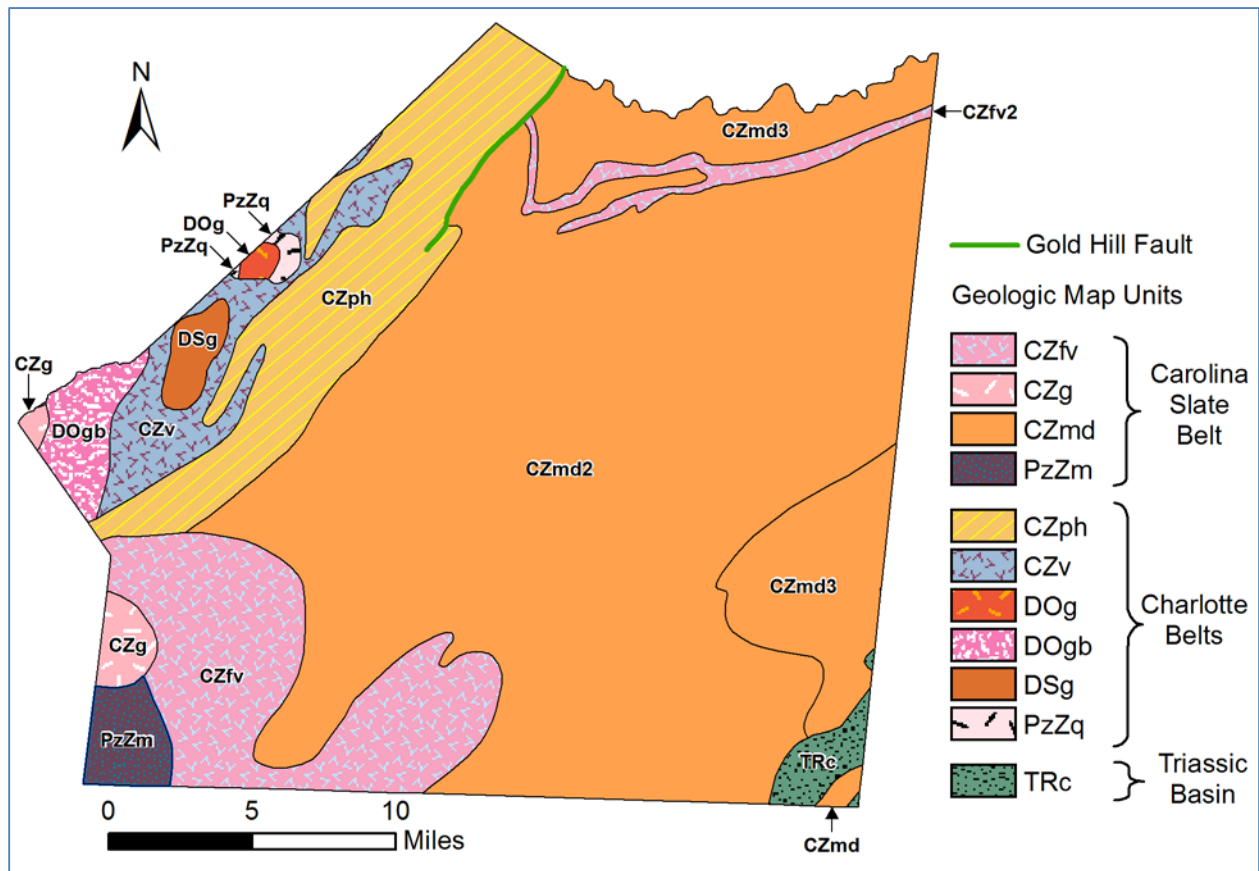 N
CZfv2
CZmd3
PzZq
DOg
PzZq
Gold Hill Fault
CZph
Geologic Map Units
DSg
CZg
CZfv
CZg
CZmd
PzZm
Carolina
Slate
Belt
DOgb
CZv
CZmd2
CZph
CZv
DOg
DOgb
DSg
PzZq
Charlotte
Belts
CZmd3
CZg
CZfv
PzZm
TRc
TRc
Triassic
Basin
0 5 10
Miles
CZmd